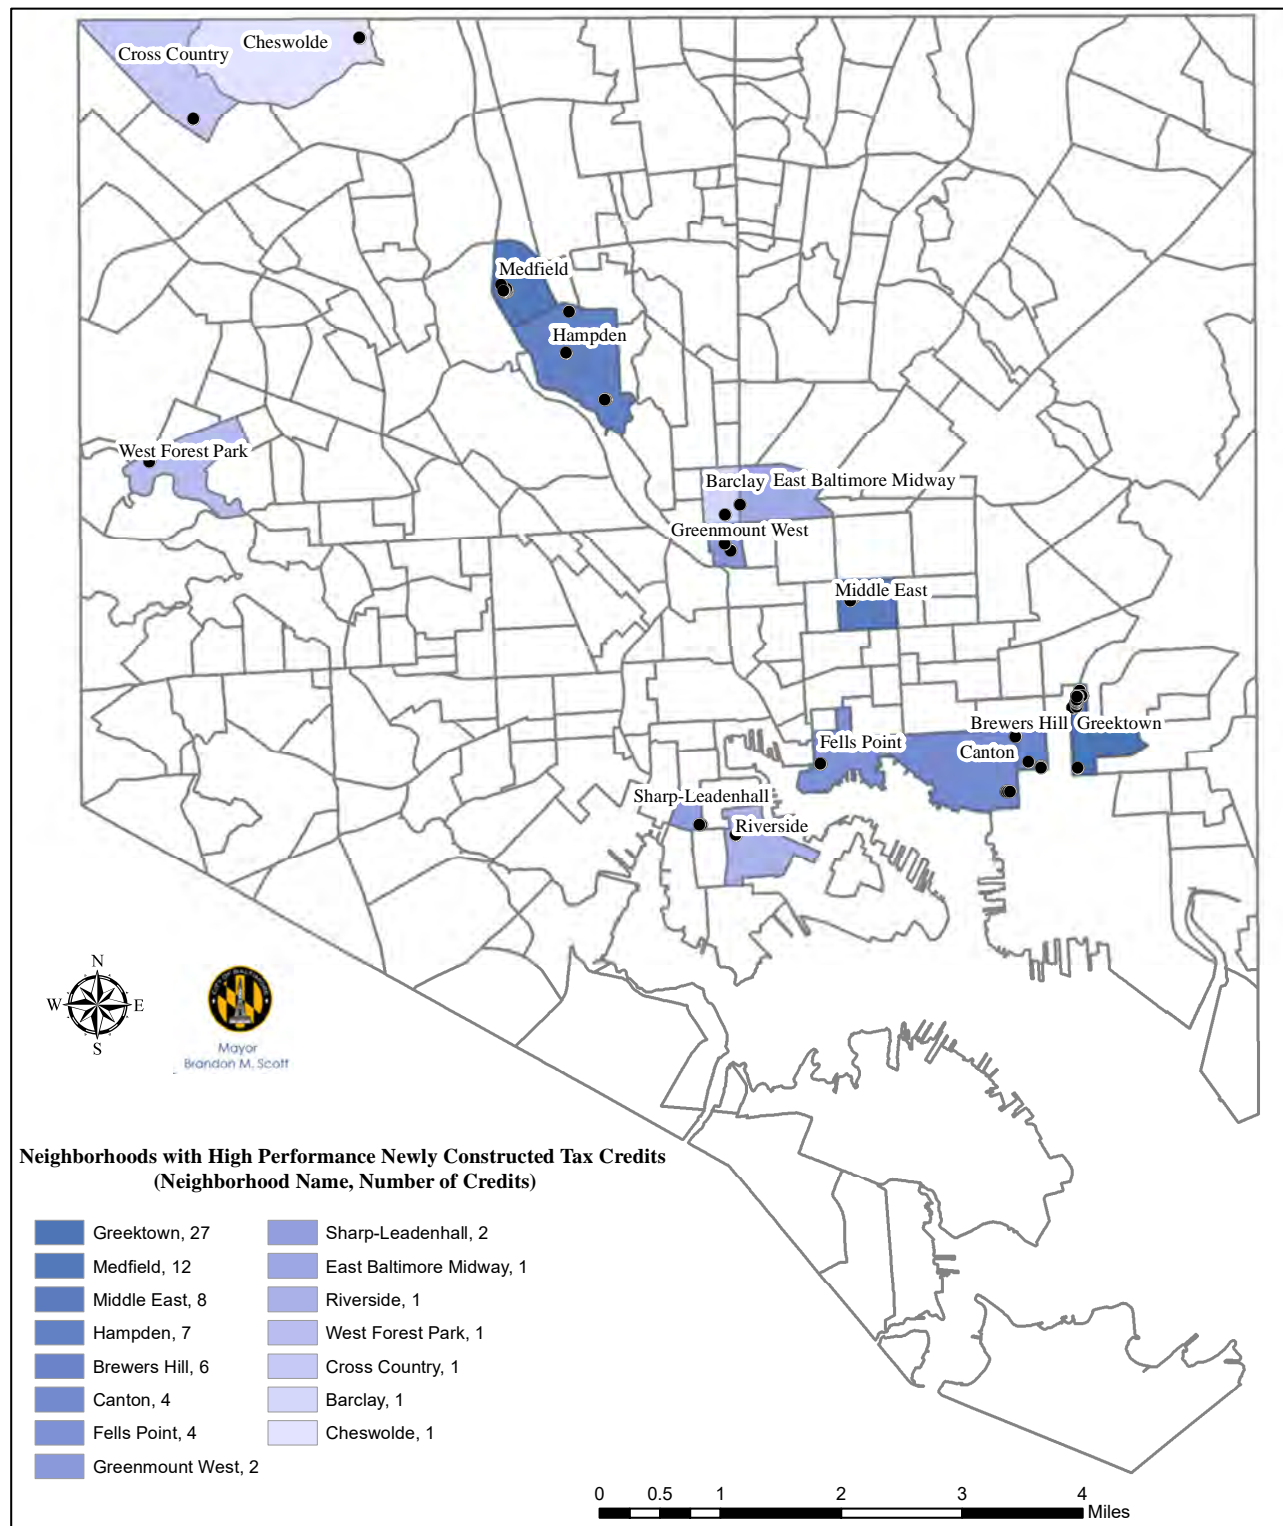 Cross Country
Cheswolde
Medfield
Hampden
West Forest Park
Barclay
East Baltimore Midway
Greenmount West
Middle East
Brewers Hill
Greektown
Fells Point
Canton
Sharp-Leadenhall
Riverside
N
W
E
S
CITY OF BALTIMORE
Mayor
Brandon M. Scott
Neighborhoods with High Performance Newly Constructed Tax Credits
(Neighborhood Name, Number of Credits)
Greektown, 27
Medfield, 12
Middle East, 8
Hampden, 7
Brewers Hill, 6
Canton, 4
Fells Point, 4
Greenmount West, 2
Sharp-Leadenhall, 2
East Baltimore Midway, 1
Riverside, 1
West Forest Park, 1
Cross Country, 1
Barclay, 1
Cheswolde, 1
0 0.5 1 2 3 4
Miles